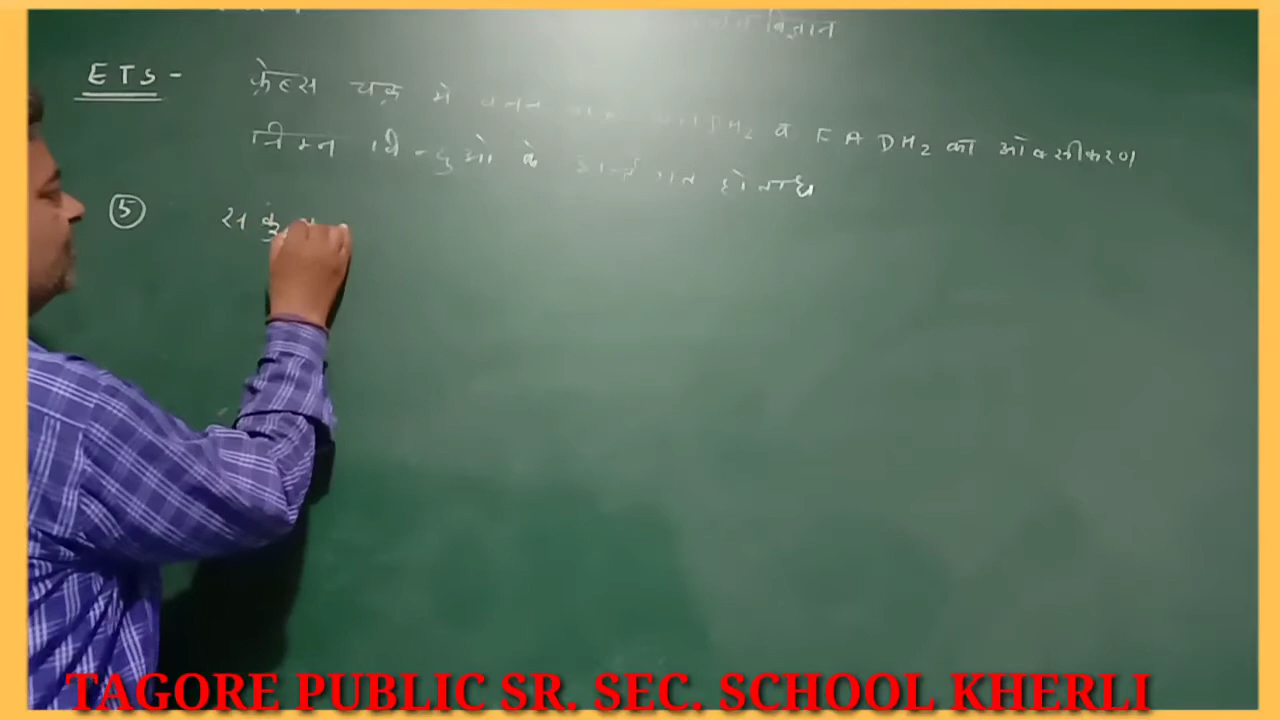 विज्ञान
ETS -
क्रेब्स चक्र मे बनने NADH2 व FADH2 का ऑक्सीकरण
निम्न बिन्दुओ के अन्तर्गत होता है
5 संकु
TAGORE PUBLIC SR. SEC. SCHOOL KHERLI